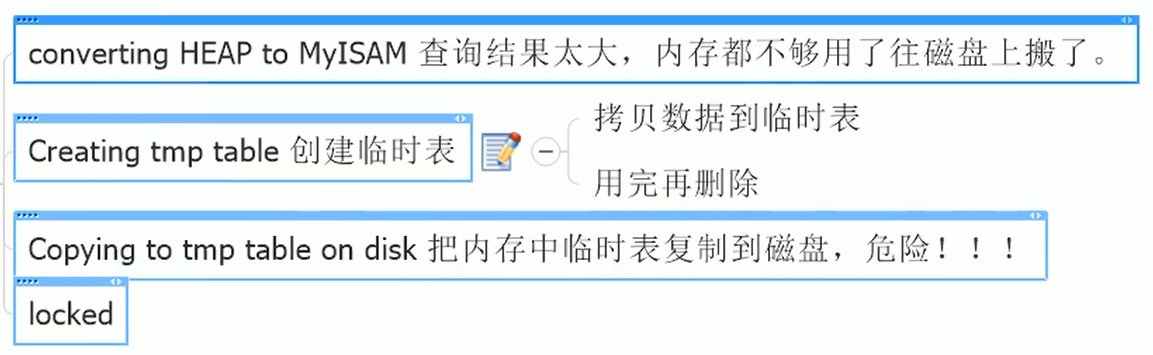 converting HEAP to MyISAM 查询结果太大，内存都不够用了往磁盘上搬了。
Creating tmp table 创建临时表
拷贝数据到临时表
用完再删除
Copying to tmp table on disk 把内存中临时表复制到磁盘，危险！！！
locked